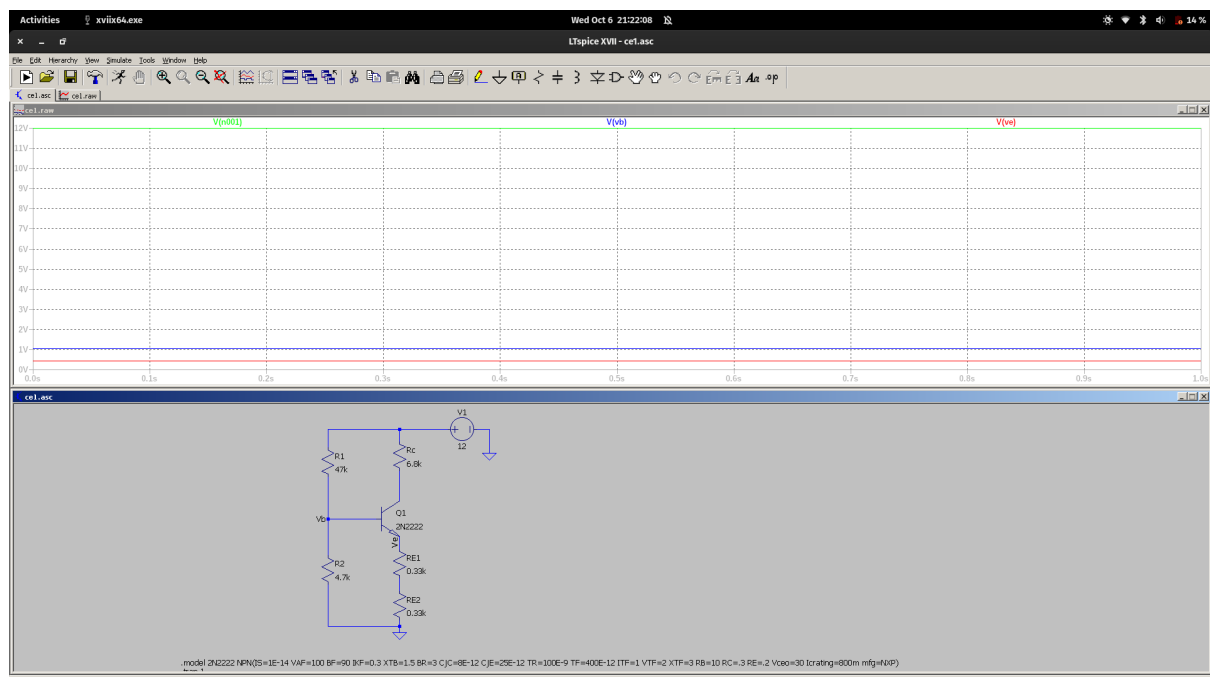 Activities xviix64.exe Wed Oct 6 21:22:08 14 %
LTspice XVII - ce1.asc
File Edit Hierarchy View Simulate Tools Window Help
ce1.asc ce1.raw
ce1.raw
V(n001) V(vb) V(ve)
12V
11V
10V
9V
8V
7V
6V
5V
4V
3V
2V
1V
0V
0.0s 0.1s 0.2s 0.3s 0.4s 0.5s 0.6s 0.7s 0.8s 0.9s 1.0s
ce1.asc
V1
12
R1
47k
Rc
6.8k
Vb
Q1
2N2222
Ve
R2
4.7k
RE1
0.33k
RE2
0.33k
.model 2N2222 NPN(IS=1E-14 VAF=100 BF=90 IKF=0.3 XTB=1.5 BR=3 CJC=8E-12 CJE=25E-12 TR=100E-9 TF=400E-12 ITF=1 VTF=2 XTF=3 RB=10 RC=.3 RE=.2 Vceo=30 Icrating=800m mfg=NXP)